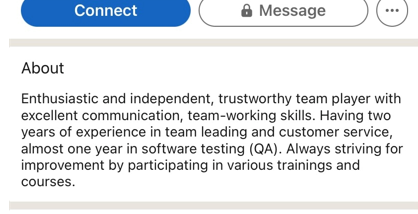 Connect
Message
About
Enthusiastic and independent, trustworthy team player with
excellent communication, team-working skills. Having two
years of experience in team leading and customer service,
almost one year in software testing (QA). Always striving for
improvement by participating in various trainings and
courses.